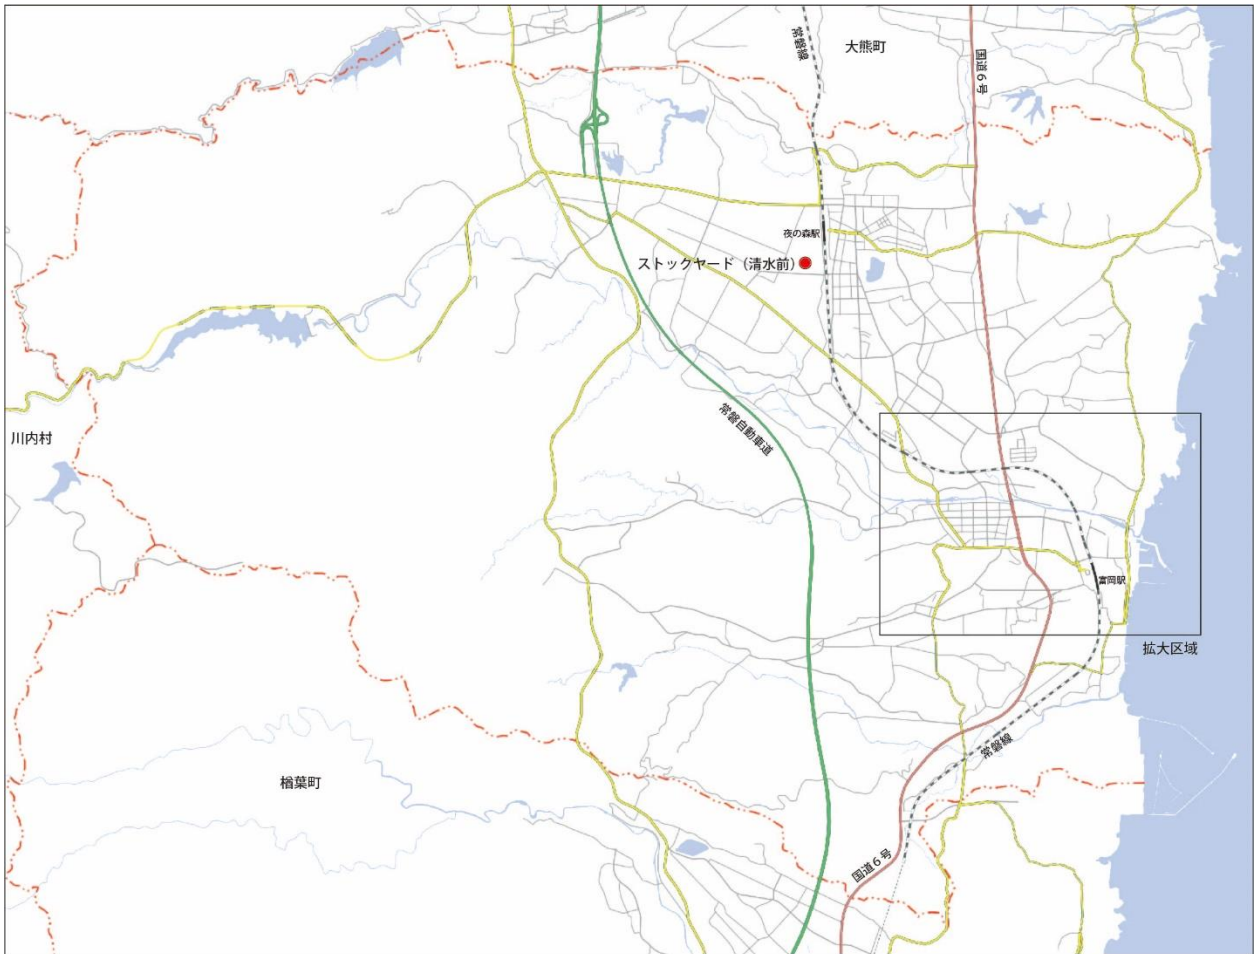 常磐線
大熊町
国道6号
夜の森駅
ストックヤード（清水前）
常磐自動車道
川内村
富岡駅
拡大区域
常磐線
楢葉町
国道6号